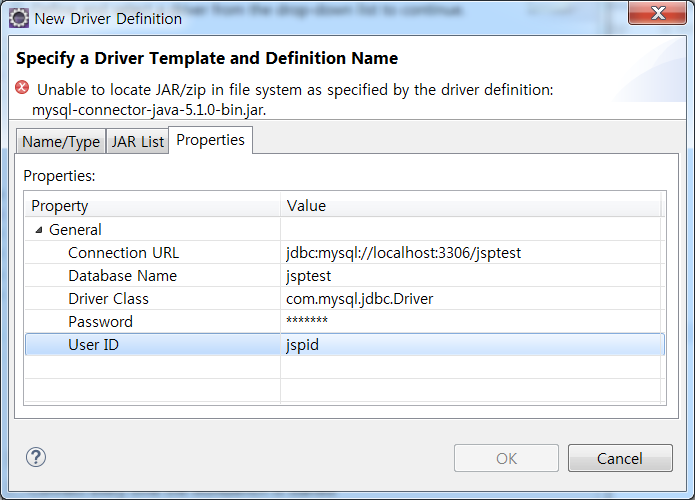 New Driver Definition
Specify a Driver Template and Definition Name
Unable to locate JAR/zip in file system as specified by the driver definition:
mysql-connector-java-5.1.0-bin.jar.
Name/Type JAR List Properties
Properties:
Property Value
General
Connection URL jdbc:mysql://localhost:3306/jsptest
Database Name jsptest
Driver Class com.mysql.jdbc.Driver
Password *******
User ID jspid
? OK Cancel